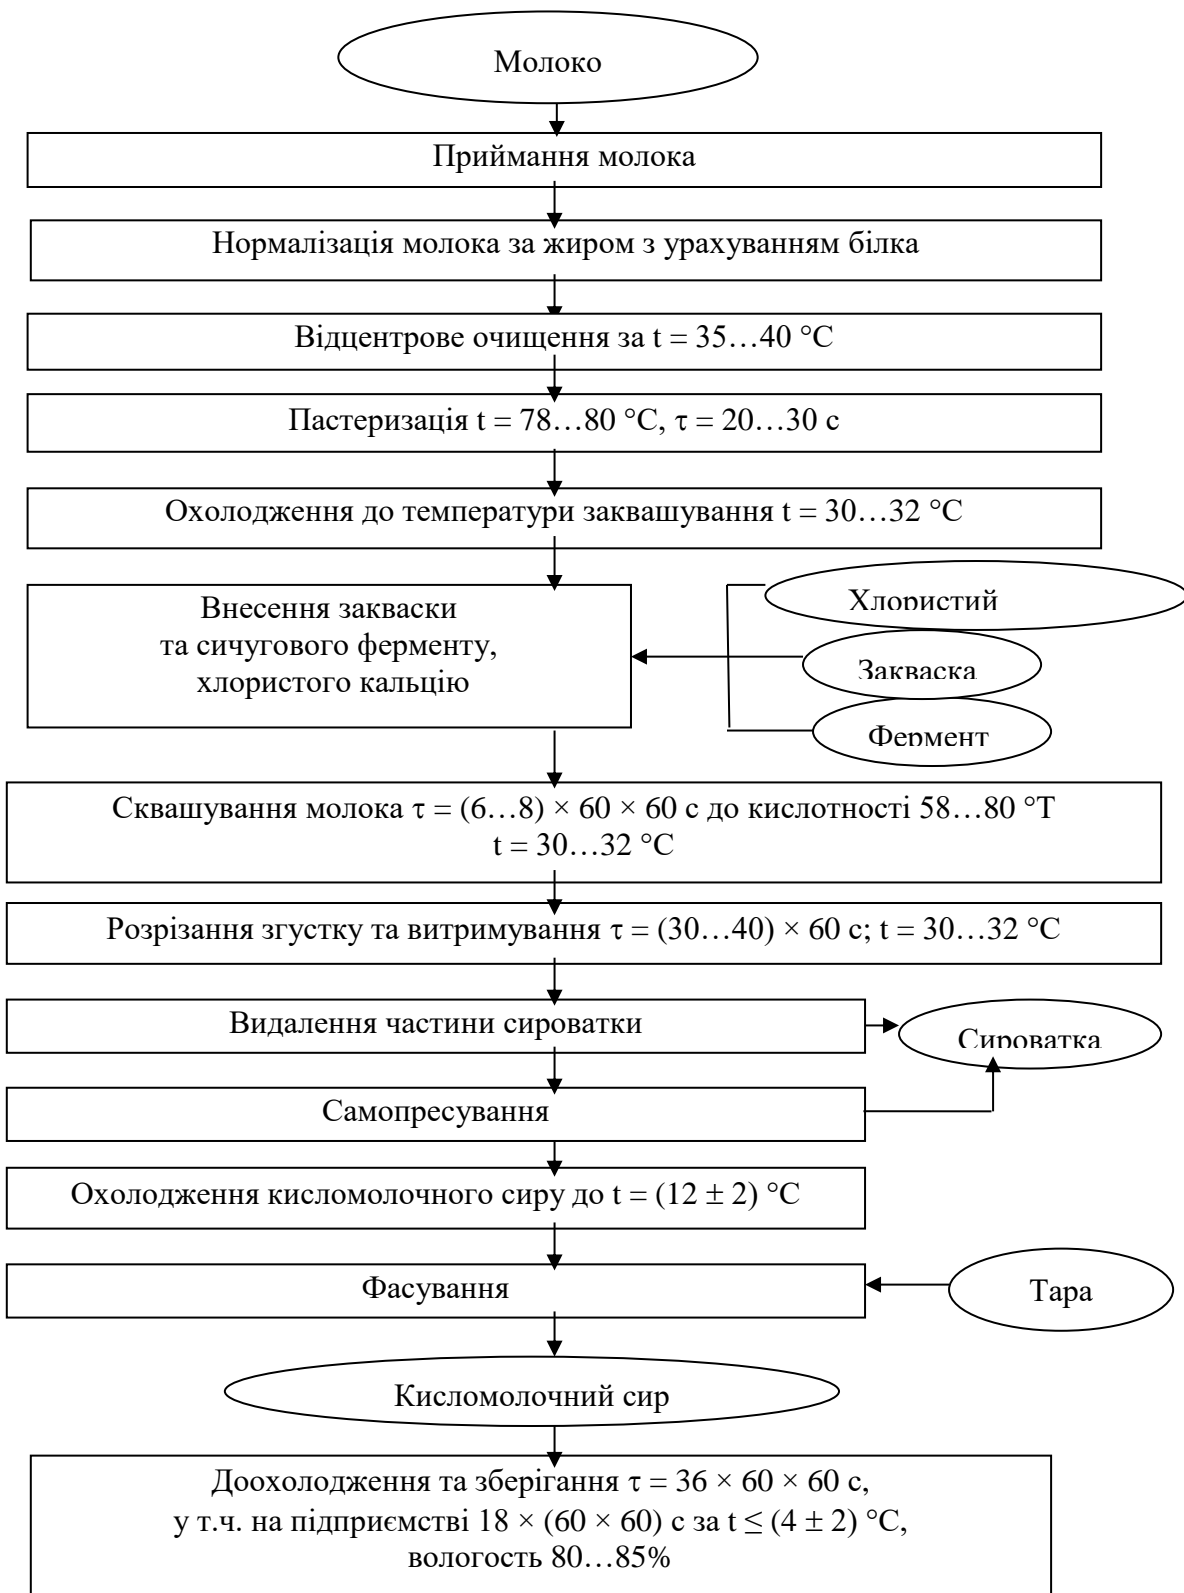 Молоко
Приймання молока
Нормалізація молока за жиром з урахуванням білка
Відцентрове очищення за t = 35…40 °С
Пастеризація t = 78…80 °С, τ = 20…30 с
Охолодження до температури заквашування t = 30…32 °С
Внесення закваски
та сичугового ферменту,
хлористого кальцію
Хлористий
Закваска
Фермент
Сквашування молока τ = (6…8) × 60 × 60 с до кислотності 58…80 °Т
t = 30…32 °С
Розрізання згустку та витримування τ = (30…40) × 60 с; t = 30…32 °С
Видалення частини сироватки
Сироватка
Самопресування
Охолодження кисломолочного сиру до t = (12 ± 2) °С
Фасування
Тара
Кисломолочний сир
Доохолодження та зберігання τ = 36 × 60 × 60 с,
у т.ч. на підприємстві 18 × (60 × 60) с за t ≤ (4 ± 2) °С,
вологость 80…85%